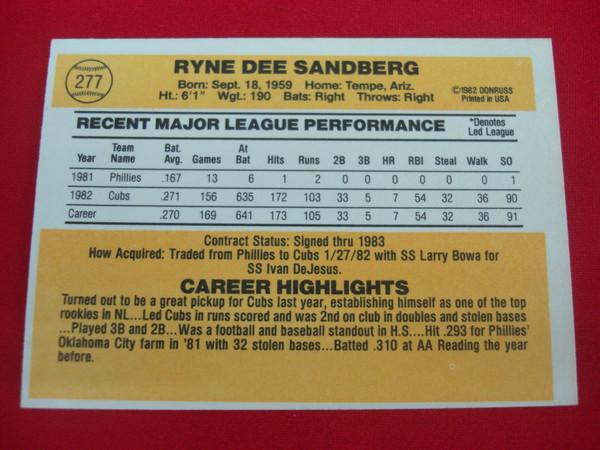 277
RYNE DEE SANDBERG
Born: Sept. 18, 1959 Home: Tempe, Ariz.
Ht.: 6'1" Wgt.: 190 Bats: Right Throws: Right
©1982 DONRUSS
Printed in USA
RECENT MAJOR LEAGUE PERFORMANCE
*Denotes
Led League
Year Team Name Bat. Avg. Games At Bat Hits Runs 2B 3B HR RBI Steal Walk SO
1981 Phillies .167 13 6 1 2 0 0 0 0 0 0 1
1982 Cubs .271 156 635 172 103 33 5 7 54 32 36 90
Career .270 169 641 173 105 33 5 7 54 32 36 91
Contract Status: Signed thru 1983
How Acquired: Traded from Phillies to Cubs 1/27/82 with SS Larry Bowa for
SS Ivan DeJesus.
CAREER HIGHLIGHTS
Turned out to be a great pickup for Cubs last year, establishing himself as one of the top
rookies in NL...Led Cubs in runs scored and was 2nd on club in doubles and stolen bases
...Played 3B and 2B...Was a football and baseball standout in H.S....Hit .293 for Phillies'
Oklahoma City farm in '81 with 32 stolen bases...Batted .310 at AA Reading the year
before.